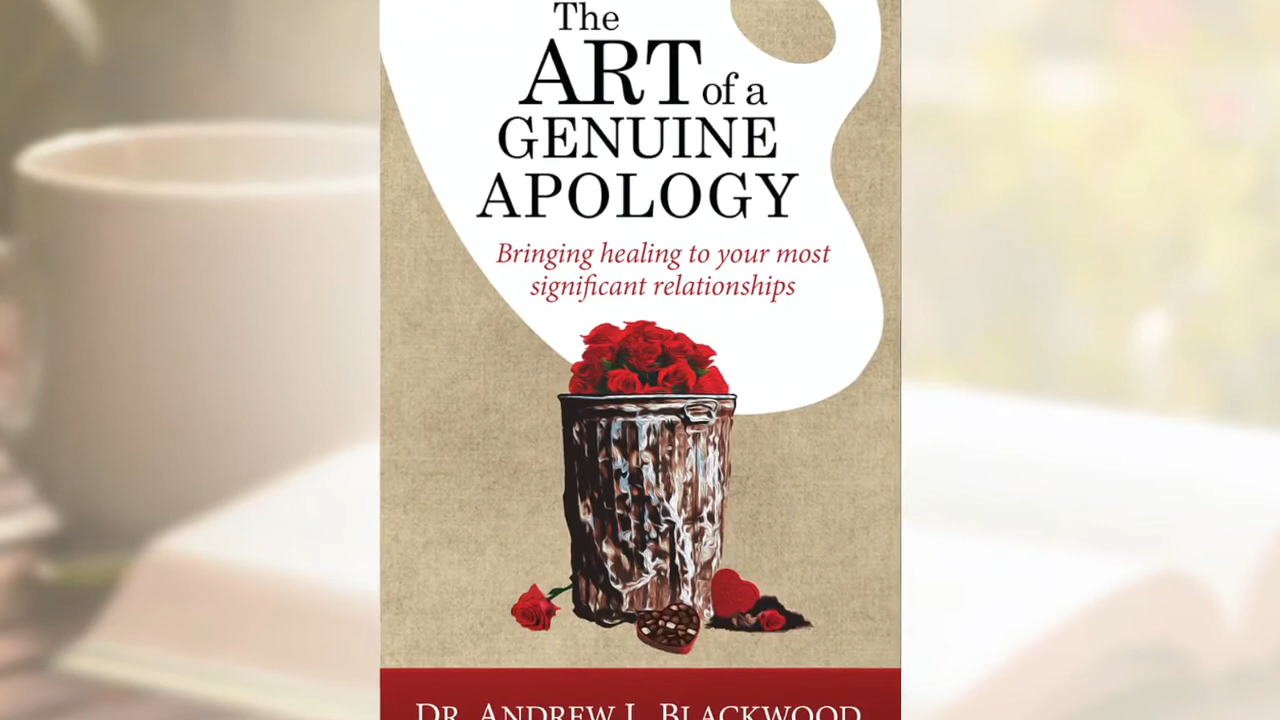 The
ART of a
GENUINE
APOLOGY
Bringing healing to your most
significant relationships
DR. ANDREW BLACKWOOD